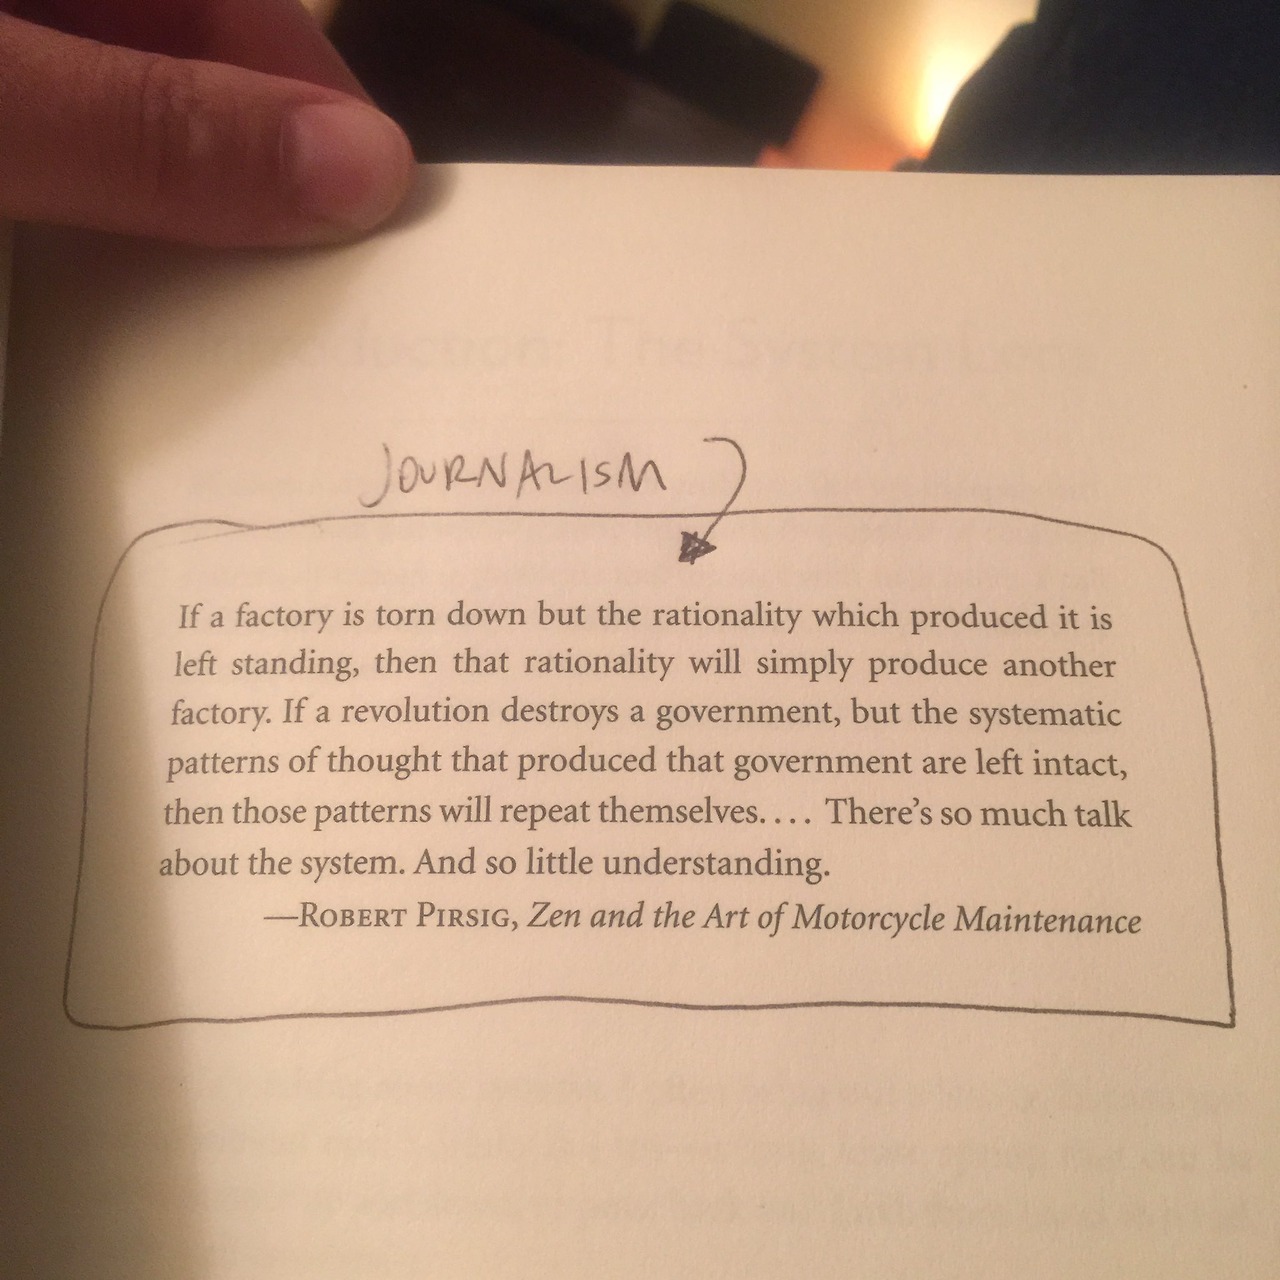 JOURNALISM
If a factory is torn down but the rationality which produced it is
left standing, then that rationality will simply produce another
factory. If a revolution destroys a government, but the systematic
patterns of thought that produced that government are left intact,
then those patterns will repeat themselves.... There’s so much talk
about the system. And so little understanding.
—ROBERT PIRSIG, Zen and the Art of Motorcycle Maintenance